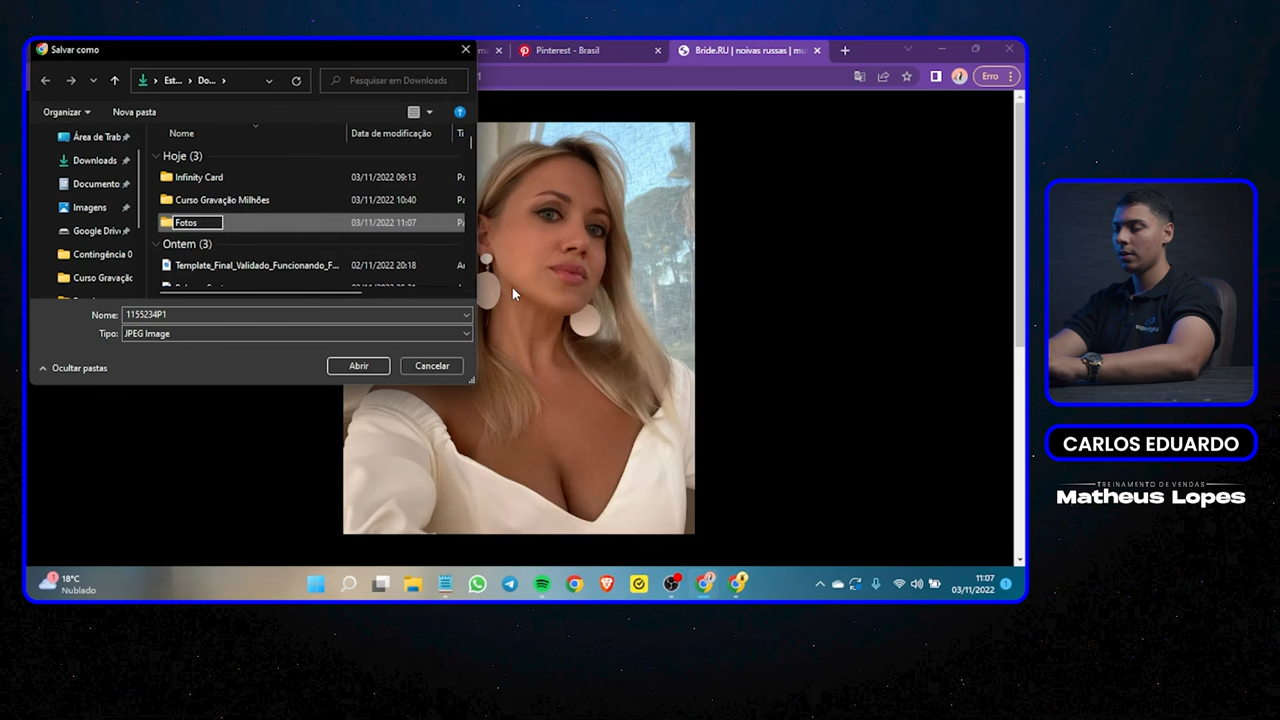 Salvar como
Pinterest - Brasil
Bride.RU | noivas russas | mu
Est...
Do...
Pesquisar em Downloads
Erro
Organizar
Nova pasta
Área de Trab
Downloads
Documento
Imagens
Google Driv
Contingência 0
Curso Gravaçã
Nome
Data de modificação
Ti
Hoje (3)
Infinity Card
03/11/2022 09:13
Curso Gravação Milhões
03/11/2022 10:40
Fotos
03/11/2022 11:07
Ontem (3)
Template_Final_Validado_Funcionando_F...
02/11/2022 20:18
Nome:
1155234P1
Tipo:
JPEG Image
Ocultar pastas
Abrir
Cancelar
CARLOS EDUARDO
TREINAMENTO DE VENDAS
Matheus Lopes
18°C
Nublado
11:07
03/11/2022